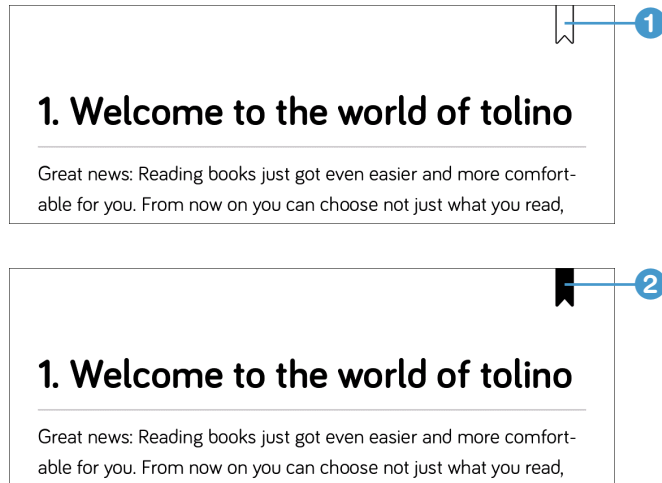 1
1. Welcome to the world of tolino
Great news: Reading books just got even easier and more comfort-
able for you. From now on you can choose not just what you read,
2
1. Welcome to the world of tolino
Great news: Reading books just got even easier and more comfort-
able for you. From now on you can choose not just what you read,